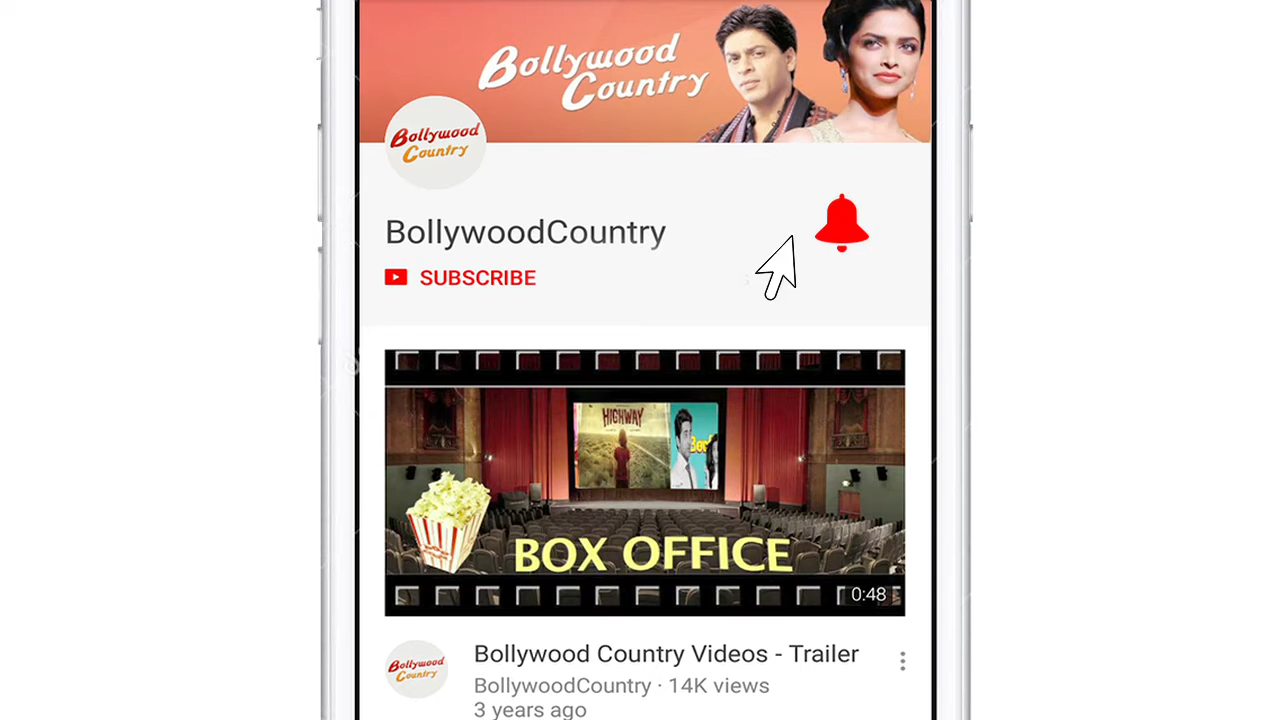 Bollywood
Country
Bollywood
Country
BollywoodCountry
SUBSCRIBE
HIGHWAY
BOX OFFICE
0:48
Bollywood
Country
Bollywood Country Videos - Trailer
BollywoodCountry · 14K views
3 years ago